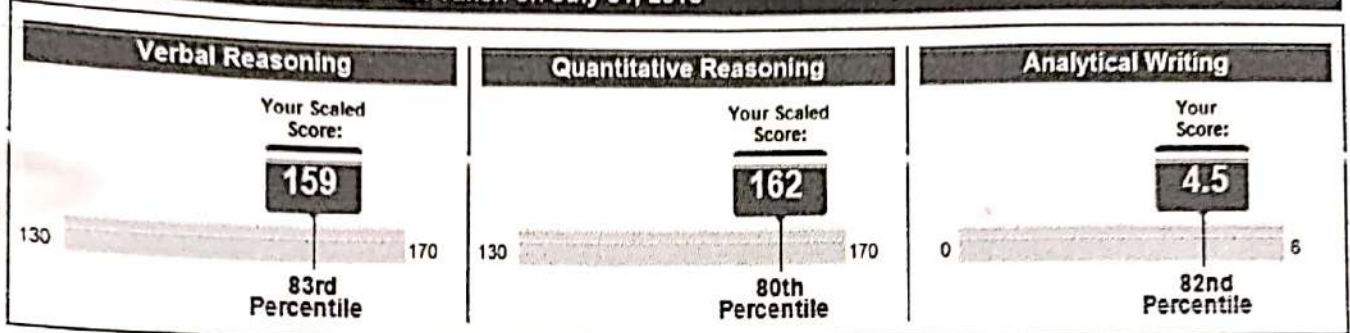 Verbal Reasoning
Your Scaled
Score:
159
130
170
83rd
Percentile
Quantitative Reasoning
Your Scaled
Score:
162
130
170
80th
Percentile
Analytical Writing
Your
Score:
4.5
0
6
82nd
Percentile